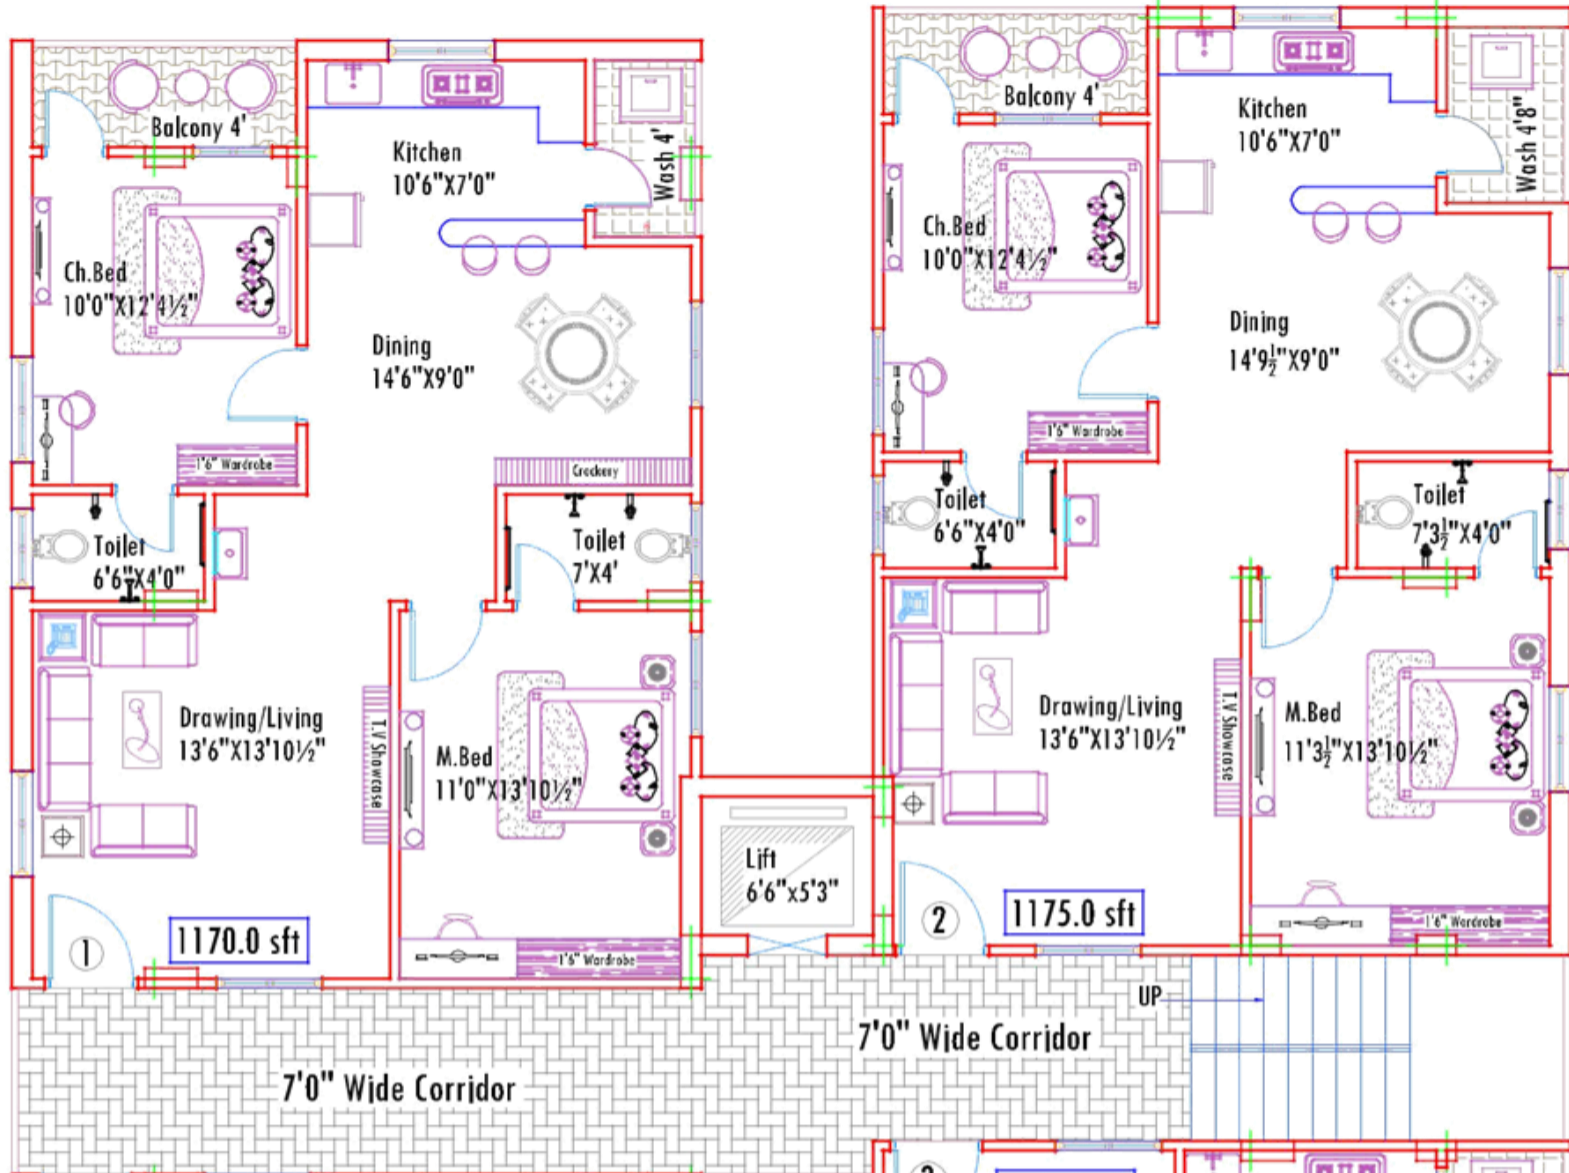 Balcony 4'
Kitchen
10'6"X7'0"
Wash 4'
Ch.Bed
10'0"X12'4½"
Dining
14'6"X9'0"
1'6" Wardrobe
Crockery
Toilet
6'6"X4'0"
Toilet
7'X4'
Drawing/Living
13'6"X13'10½"
T.V Showcase
M.Bed
11'0"X13'10½"
1170.0 sft
1
1'6" Wardrobe
Lift
6'6"x5'3"
Balcony 4'
Kitchen
10'6"X7'0"
Wash 4'8"
Ch.Bed
10'0"X12'4½"
Dining
14'9½"X9'0"
1'6" Wardrobe
Toilet
6'6"X4'0"
Toilet
7'3½"X4'0"
Drawing/Living
13'6"X13'10½"
T.V Showcase
M.Bed
11'3½"X13'10½"
2
1175.0 sft
1'6" Wardrobe
UP
7'0" Wide Corridor
7'0" Wide Corridor